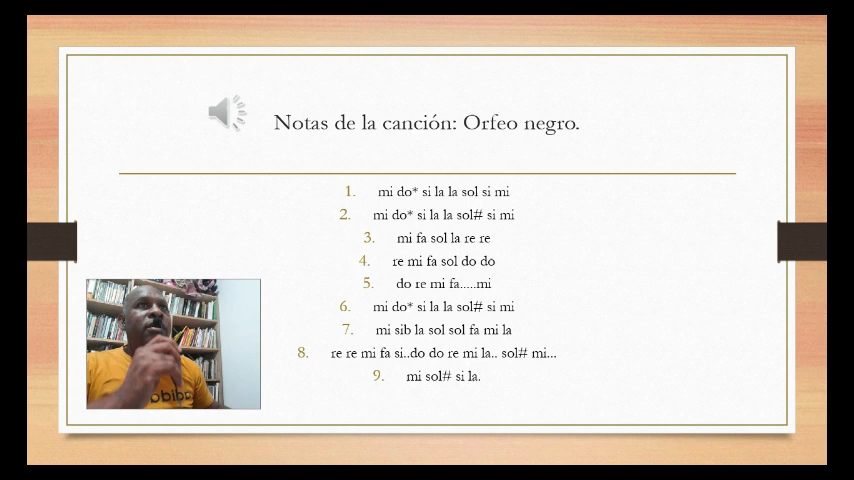 Notas de la canción: Orfeo negro.
1. mi do* si la la sol si mi
2. mi do* si la la sol# si mi
3. mi fa sol la re re
4. re mi fa sol do do
5. do re mi fa.....mi
6. mi do* si la la sol# si mi
7. mi sib la sol sol fa mi la
8. re re mi fa si..do do re mi la.. sol# mi...
9. mi sol# si la.